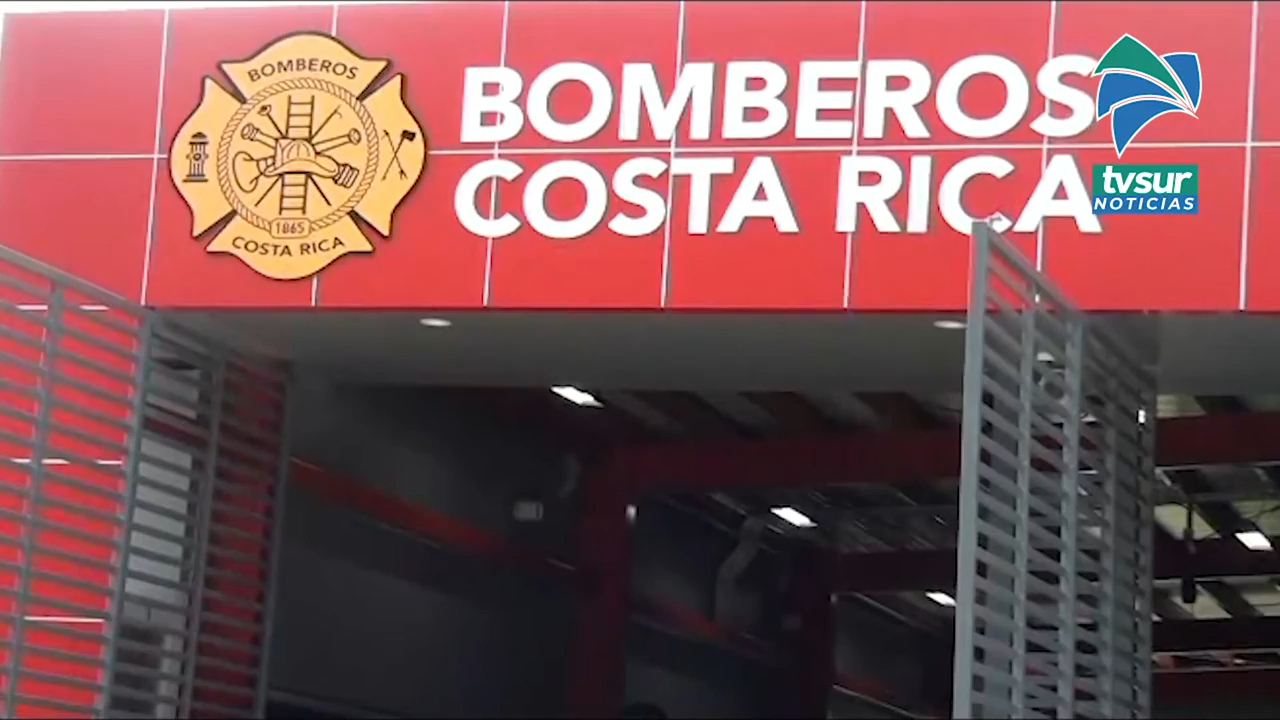 BOMBEROS
1865
COSTA RICA
BOMBEROS
COSTA RICA
tvsur
NOTICIAS